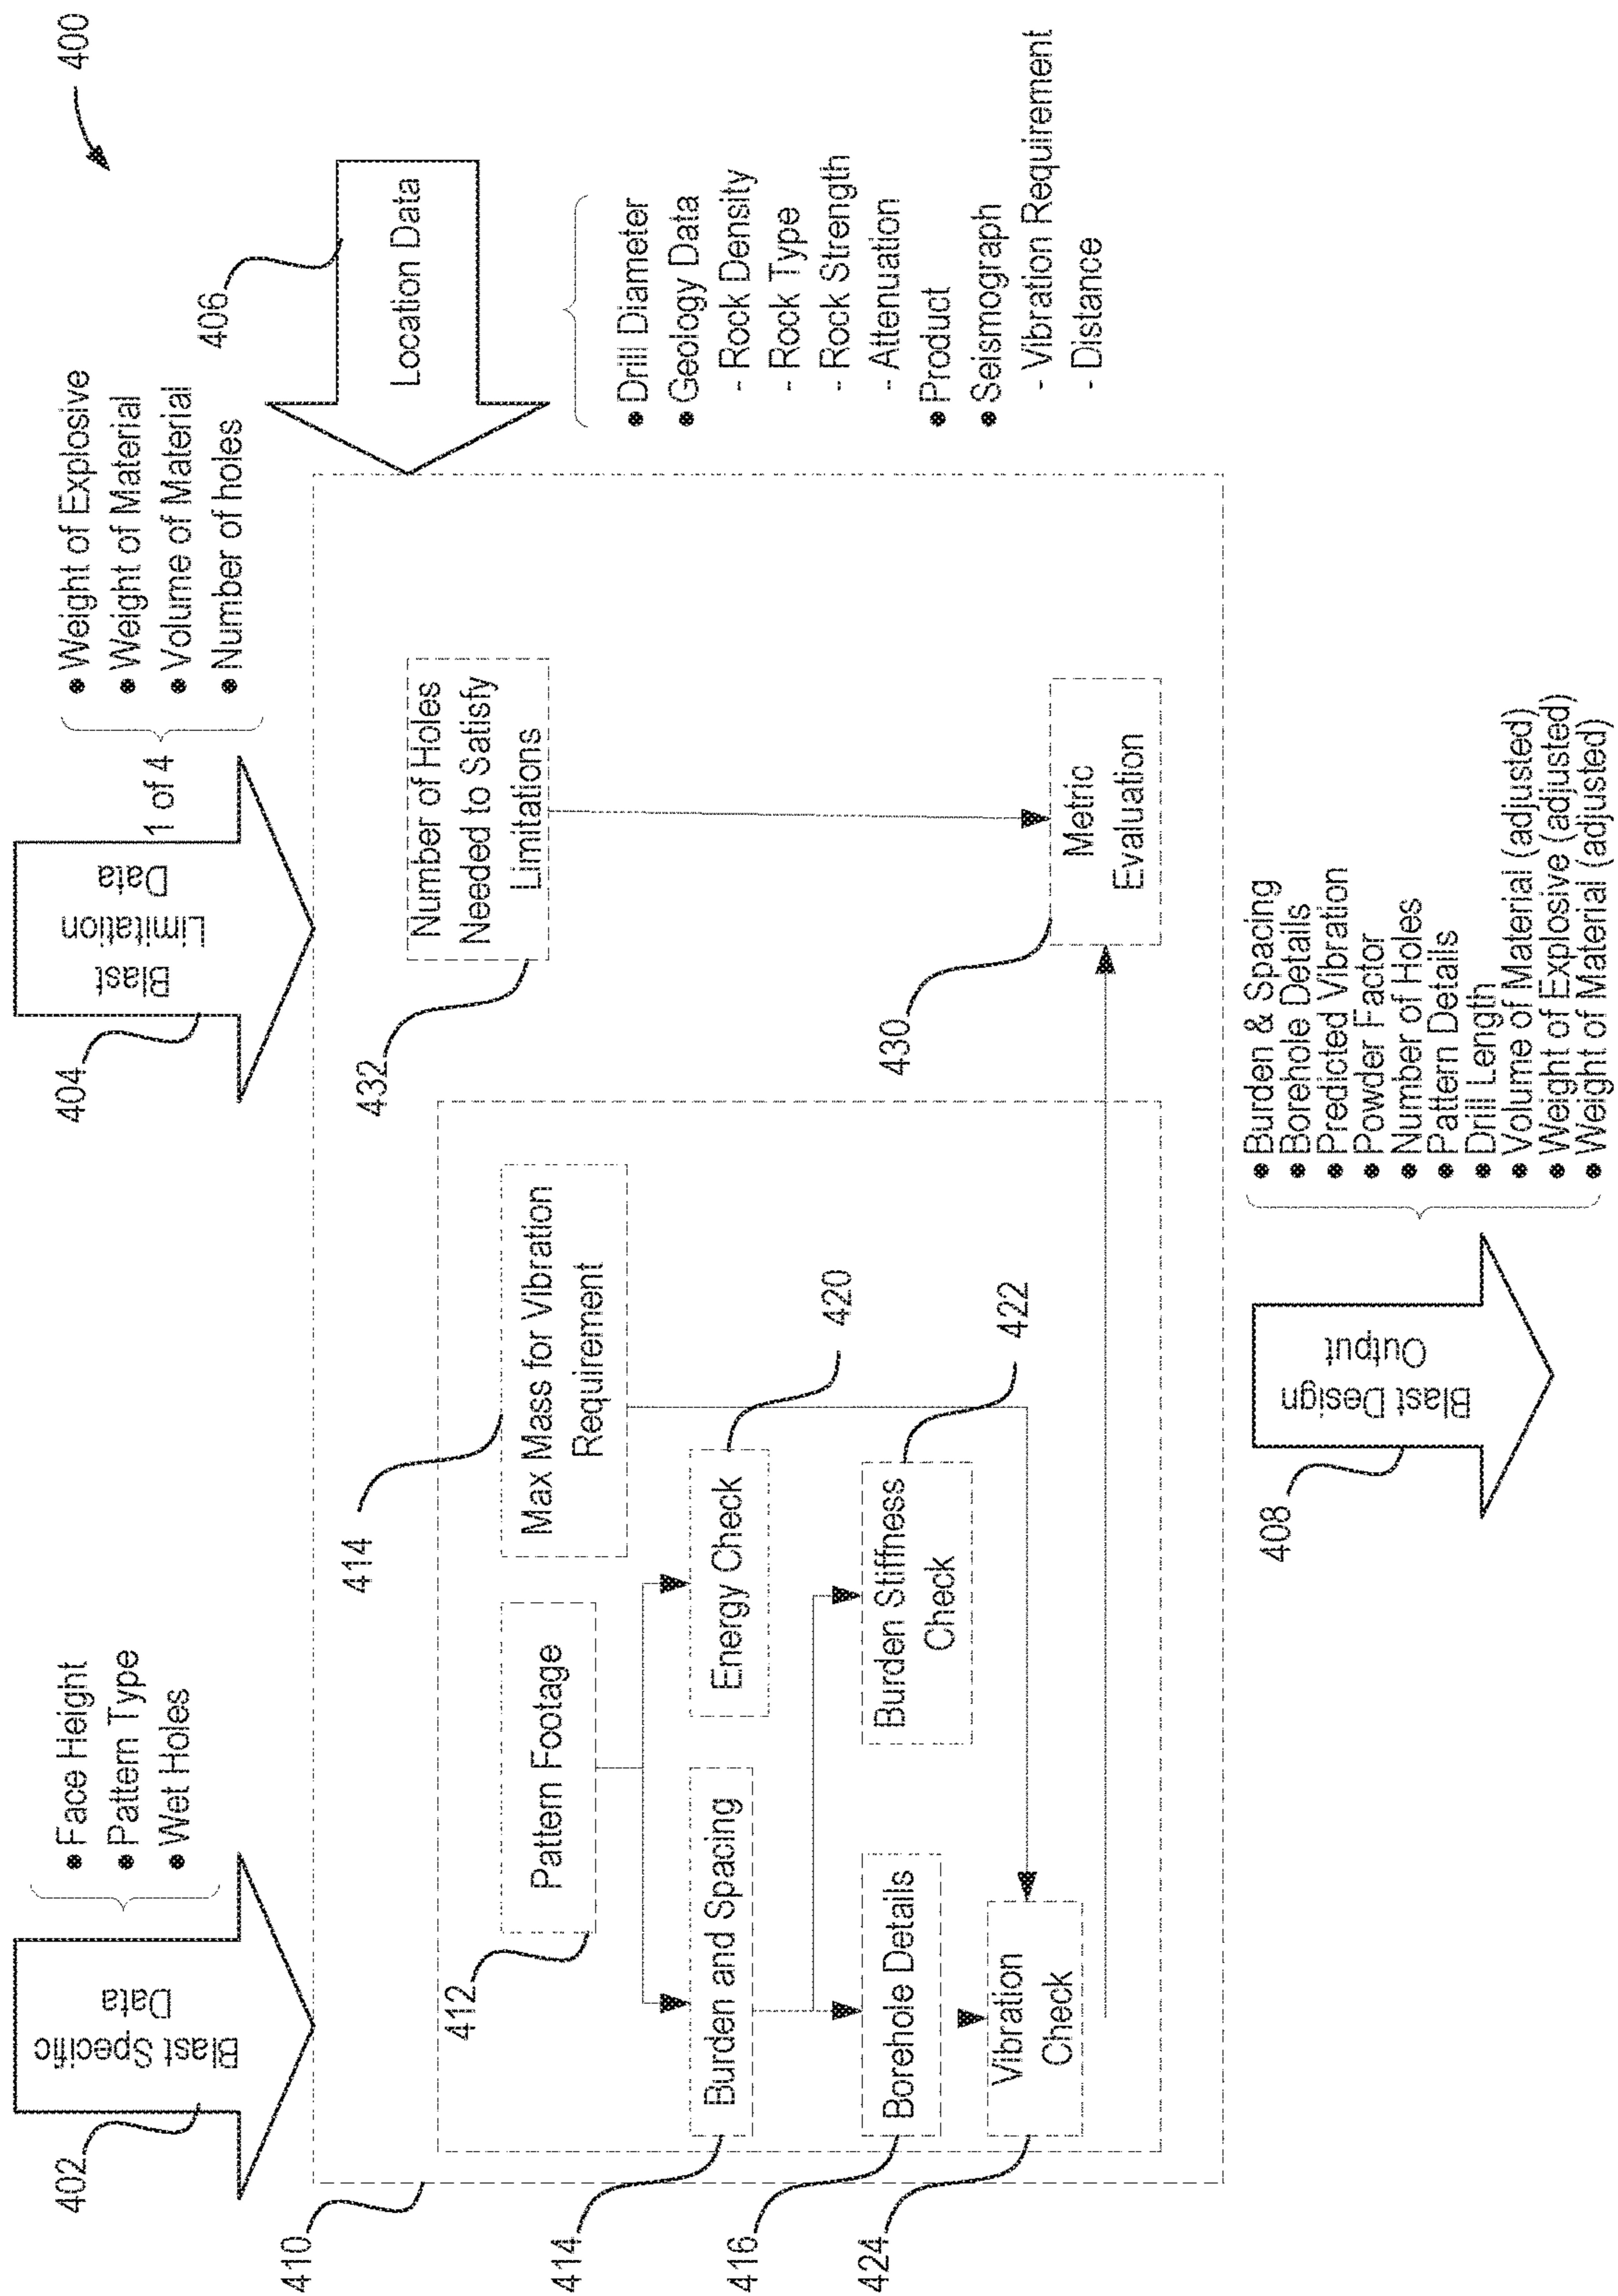 400
402
Blast Specific
Data
● Face Height
● Pattern Type
● Wet Holes
404
Blast
Limitation
Data
1 of 4
● Weight of Explosive
● Weight of Material
● Volume of Material
● Number of holes
406
Location Data
● Drill Diameter
● Geology Data
- Rock Density
- Rock Type
- Rock Strength
- Attenuation
● Product
● Seismograph
- Vibration Requirement
- Distance
410
412
Pattern Footage
414
Max Mass for Vibration
Requirement
414
Burden and Spacing
Energy Check
420
416
Borehole Details
Burden Stiffness
Check
422
424
Vibration
Check
432
Number of Holes
Needed to Satisfy
Limitations
430
Metric
Evaluation
408
Blast Design
Output
● Burden & Spacing
● Borehole Details
● Predicted Vibration
● Powder Factor
● Number of Holes
● Pattern Details
● Drill Length
● Volume of Material (adjusted)
● Weight of Explosive (adjusted)
● Weight of Material (adjusted)